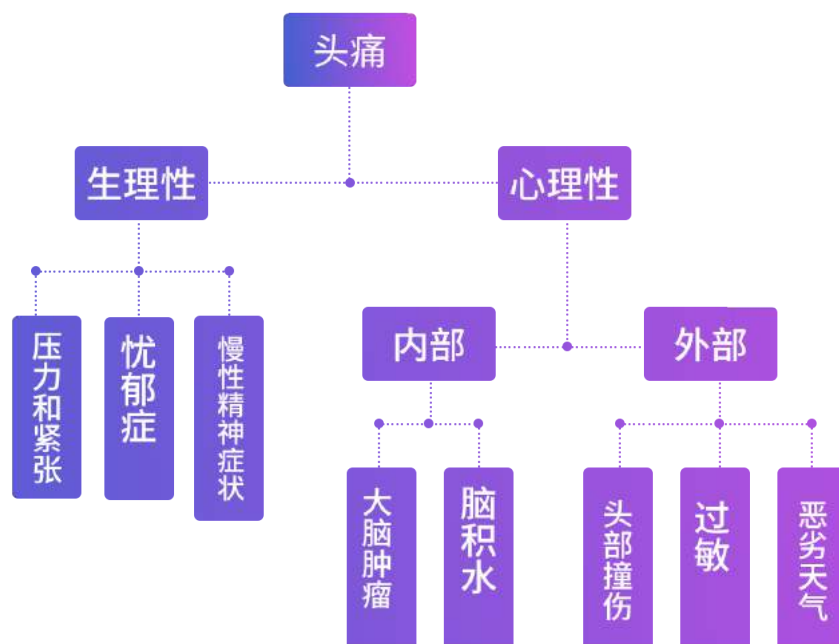 头痛
生理性
心理性
压力和紧张
忧郁症
慢性精神症状
内部
外部
大脑肿瘤
脑积水
头部撞伤
过敏
恶劣天气